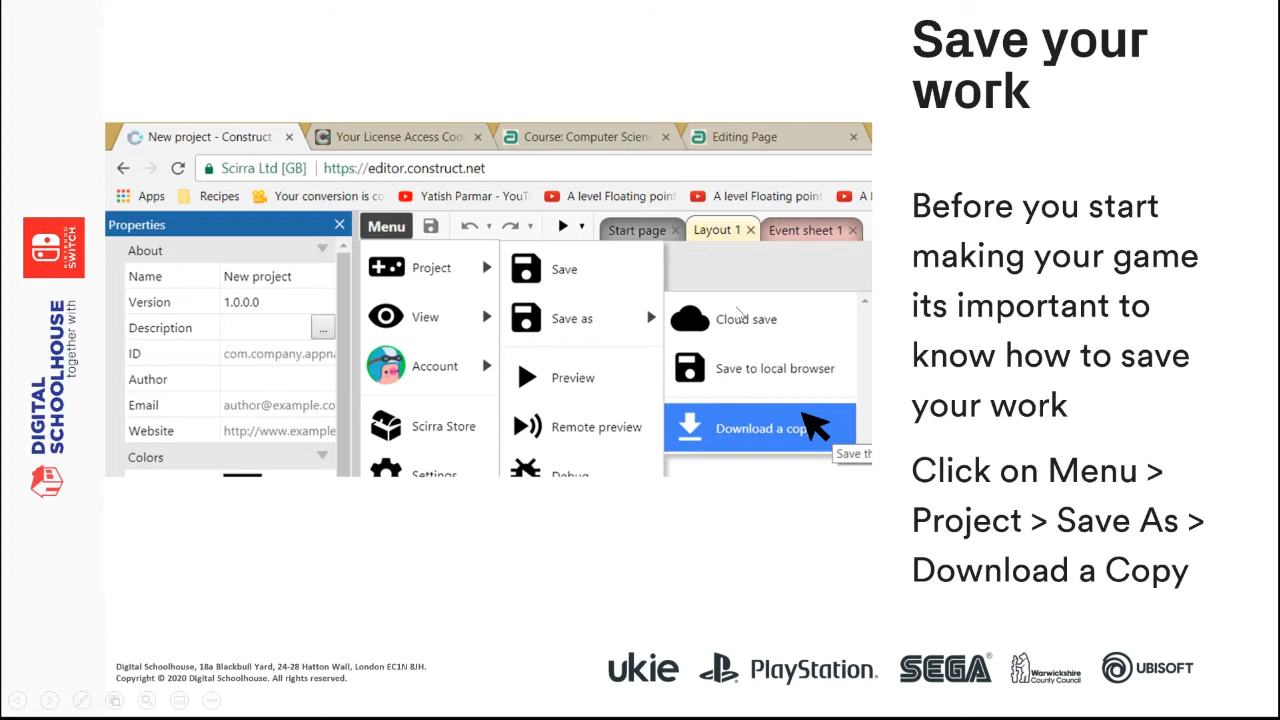 Save your
work
New project - Construct
Your License Access Cod
Course: Computer Scienc
Editing Page
Scirra Ltd [GB]
https://editor.construct.net
Apps
Recipes
Your conversion is co
Yatish Parmar - YouT
A level Floating point
A level Floating point
Properties
Menu
Start page
Layout 1
Event sheet 1
About
Name
New project
Version
1.0.0.0
Description
...
ID
com.company.appna
Author
Email
author@example.co
Website
http://www.example
Colors
Project
View
Account
Scirra Store
Settings
Save
Save as
Preview
Remote preview
Debug
Cloud save
Save to local browser
Download a cop
Save th
Before you start
making your game
its important to
know how to save
your work
Click on Menu >
Project > Save As >
Download a Copy
NINTENDO
SWITCH
DIGITAL
SCHOOLHOUSE
together with
Digital Schoolhouse, 18a Blackbull Yard, 24-28 Hatton Wall, London EC1N 8JH.
Copyright © 2020 Digital Schoolhouse. All rights reserved.
ukie
PlayStation.
SEGA®
Warwickshire
County Council
UBISOFT